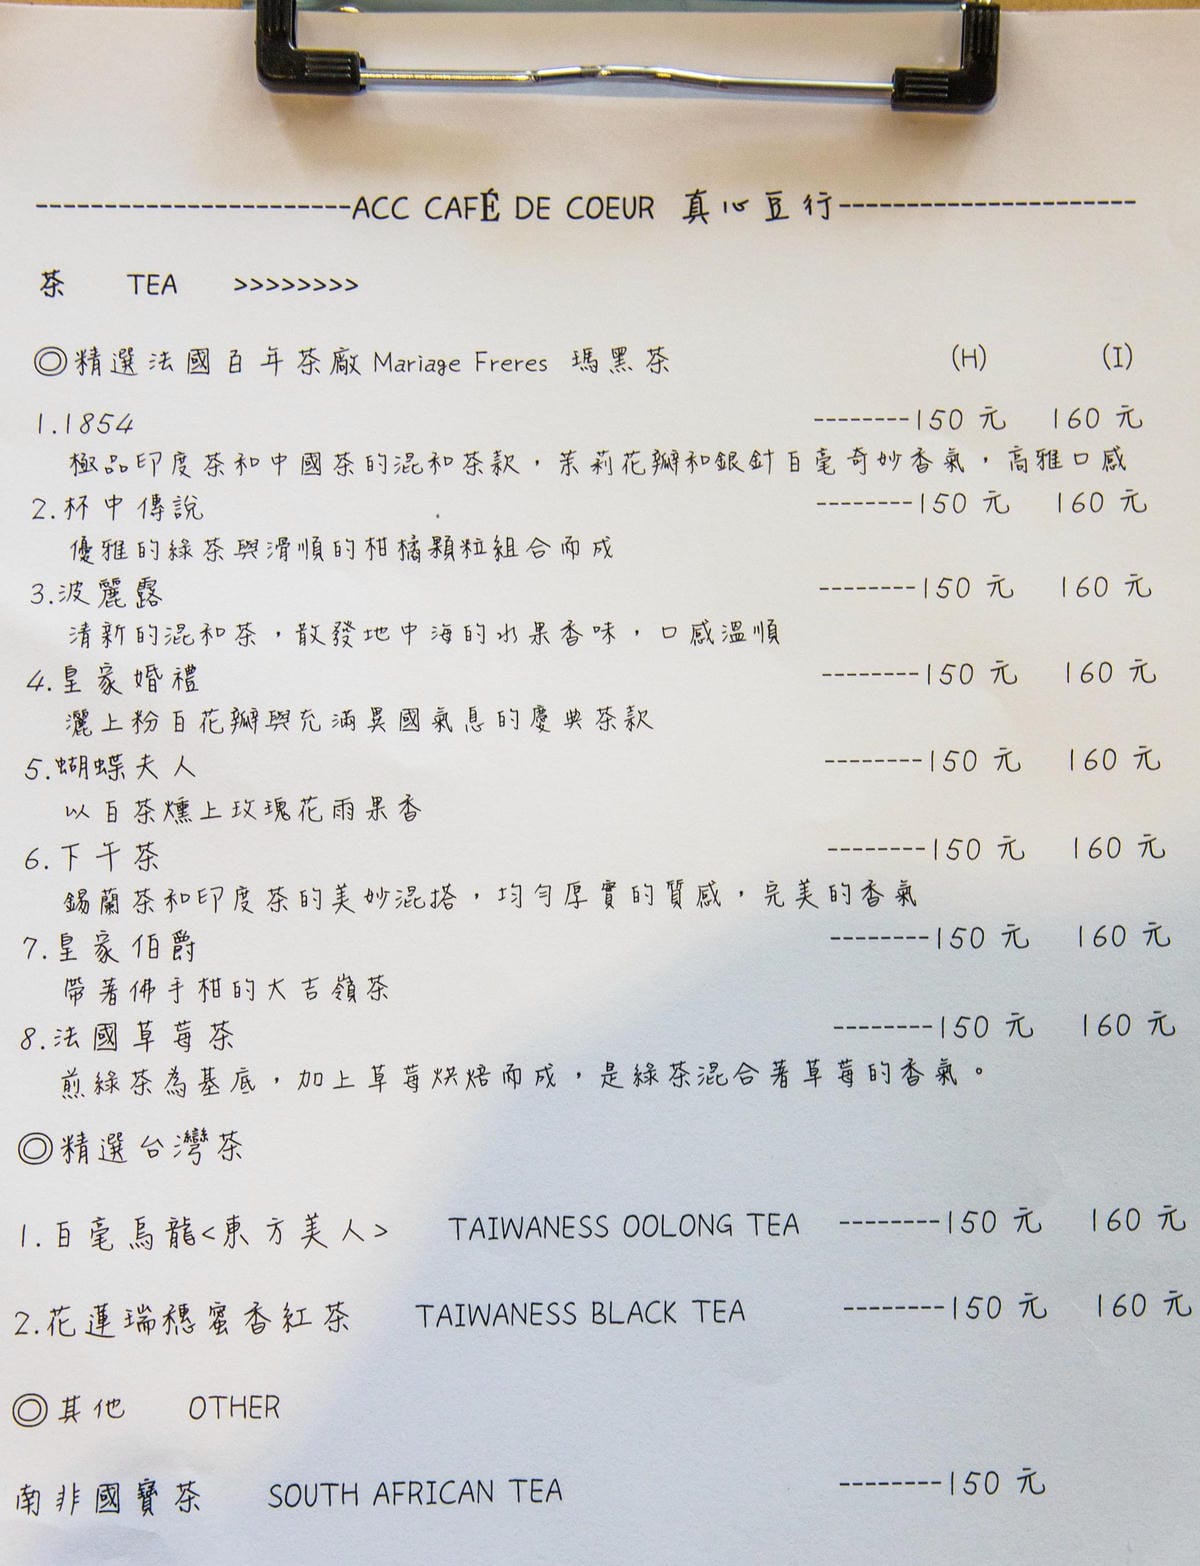 ----------------------ACC CAFÉ DE COEUR 真心豆行-------------------
茶 TEA >>>>>>>>
◎精選法國百年茶廠 Mariage Freres 瑪黑茶 (H) (I)
1.1854 --------150 元 160 元
極品印度茶和中國茶的混和茶款，茉莉花瓣和銀針白毫奇妙香氣，高雅口感
2.杯中傳說 --------150 元 160 元
優雅的綠茶與滑順的柑橘顆粒組合而成
3.波麗露 --------150 元 160 元
清新的混和茶，散發地中海的水果香味，口感溫順
4.皇家婚禮 --------150 元 160 元
灑上粉白花瓣與充滿異國氣息的慶典茶款
5.蝴蝶夫人 --------150 元 160 元
以白茶燻上玫瑰花雨果香
6.下午茶 --------150 元 160 元
錫蘭茶和印度茶的美妙混搭，均勻厚實的質感，完美的香氣
7.皇家伯爵 --------150 元 160 元
帶著佛手柑的大吉嶺茶
8.法國草莓茶 --------150 元 160 元
煎綠茶為基底，加上草莓烘焙而成，是綠茶混合著草莓的香氣。
◎精選台灣茶
1.白毫烏龍<東方美人> TAIWANESS OOLONG TEA --------150 元 160 元
2.花蓮瑞穗蜜香紅茶 TAIWANESS BLACK TEA --------150 元 160 元
◎其他 OTHER
南非國寶茶 SOUTH AFRICAN TEA --------150 元